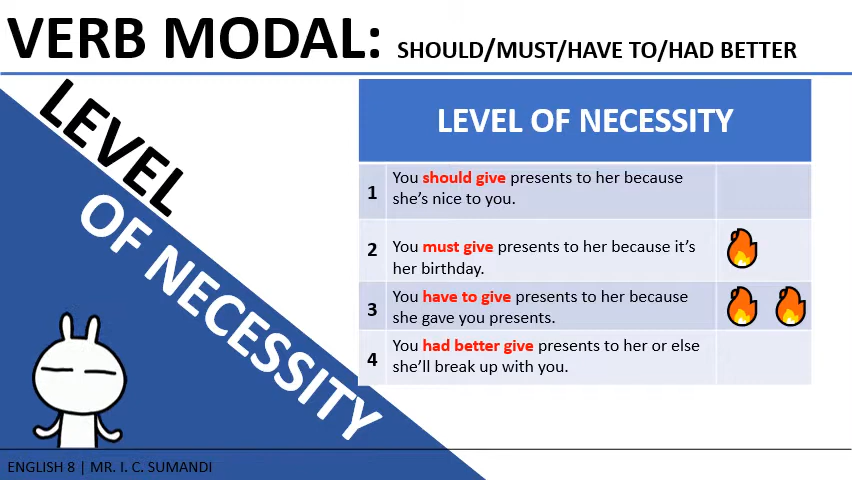 VERB MODAL: SHOULD/MUST/HAVE TO/HAD BETTER
LEVEL
OF NECESSITY
LEVEL OF NECESSITY
1
You should give presents to her because
she's nice to you.
2
You must give presents to her because it's
her birthday.
3
You have to give presents to her because
she gave you presents.
4
You had better give presents to her or else
she'll break up with you.
ENGLISH 8 | MR. I. C. SUMANDI